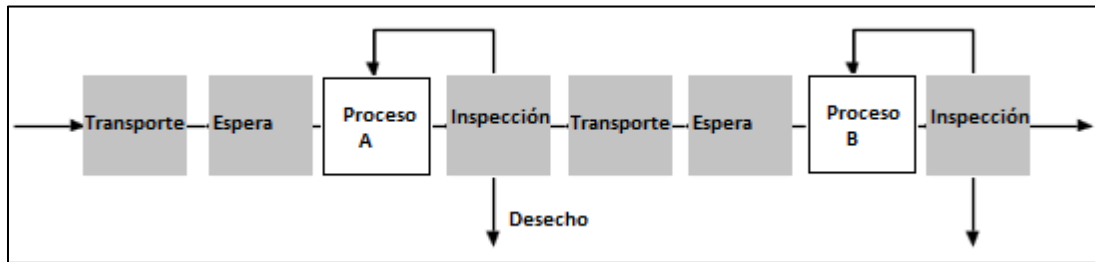 Transporte
Espera
Proceso
A
Inspección
Transporte
Espera
Proceso
B
Inspección
Desecho